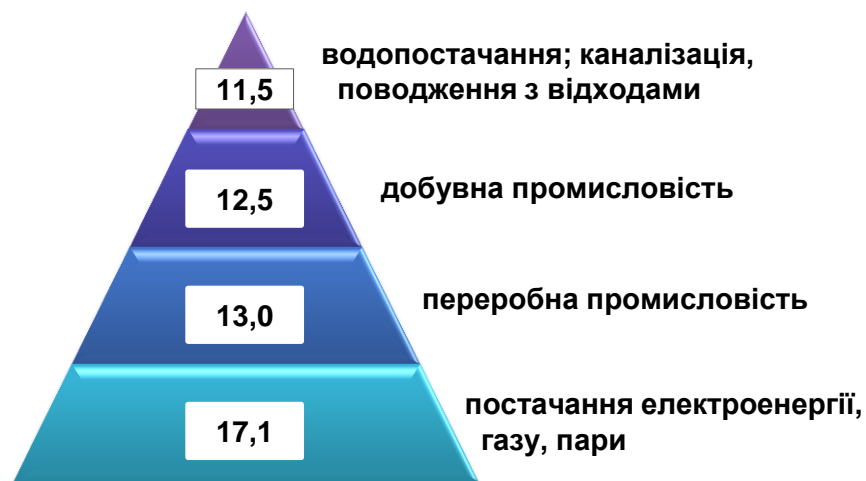 водопостачання; каналізація,
поводження з відходами
11,5
12,5
добувна промисловість
13,0
переробна промисловість
17,1
постачання електроенергії,
газу, пари